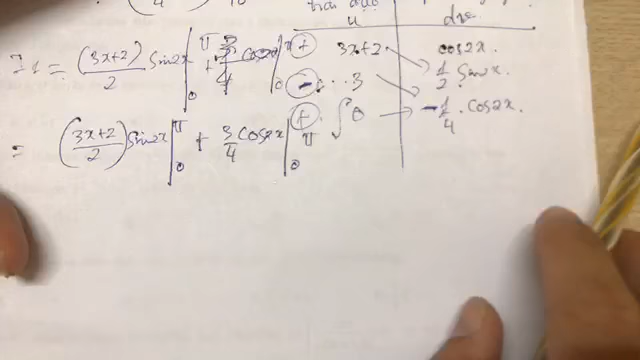 u dv
I1 = (3x+2)/2 sin2x |₀^π + 3/4 cos2x |₀^π
+ 3x+2 cos2x
- 3 1/2 sin2x.
+ ∫ 0 -1/4 . cos2x.
= (3x+2)/2 sin2x |₀^π + 3/4 cos2x |₀^π